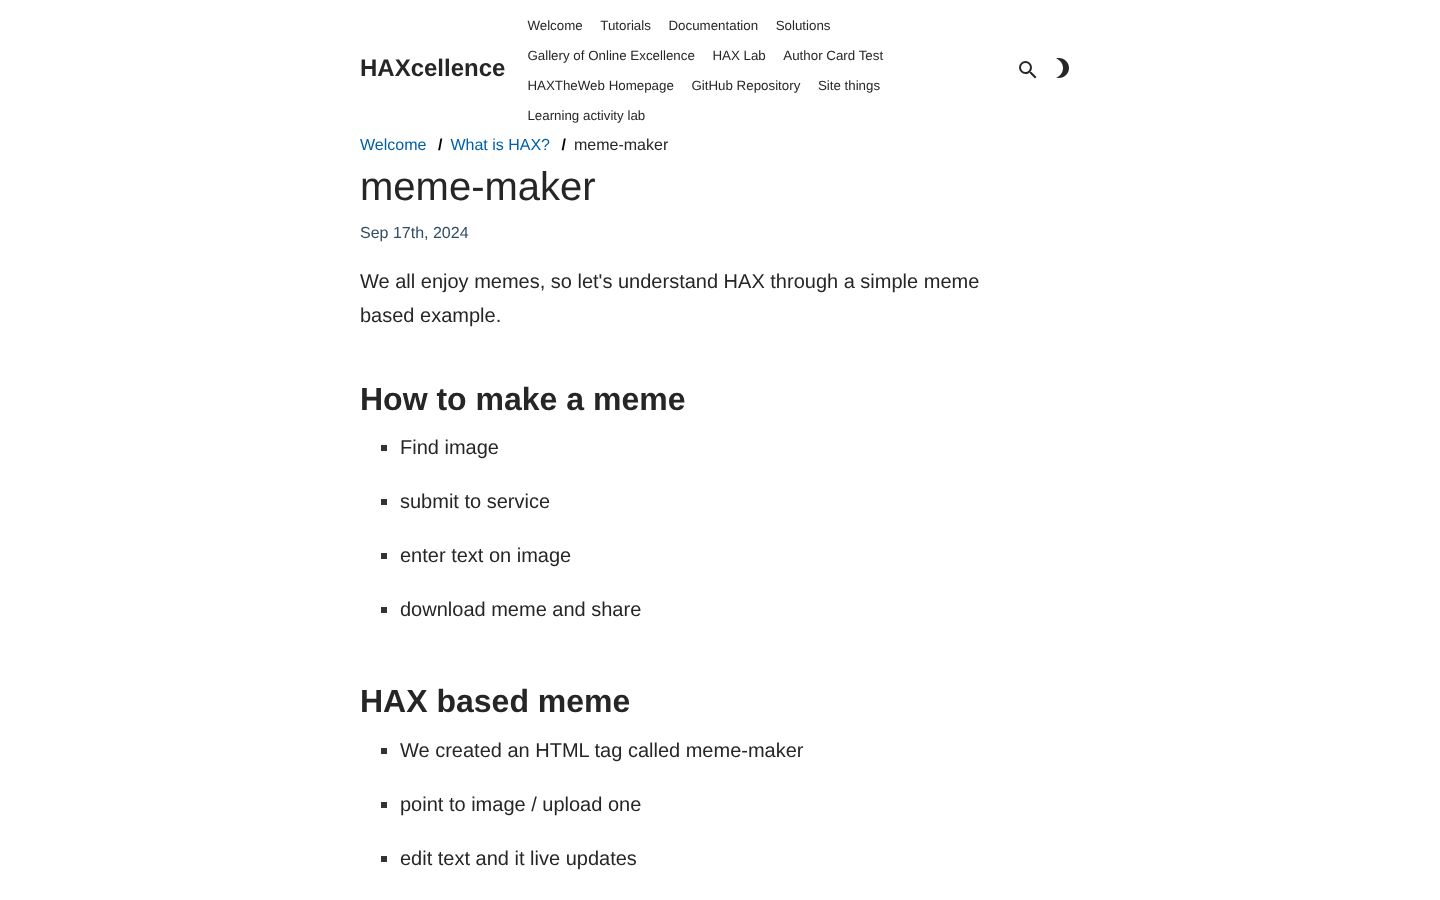 HAXcellence
Welcome Tutorials Documentation Solutions
Gallery of Online Excellence HAX Lab Author Card Test
HAXTheWeb Homepage GitHub Repository Site things
Learning activity lab
Welcome / What is HAX? / meme-maker
meme-maker
Sep 17th, 2024
We all enjoy memes, so let's understand HAX through a simple meme
based example.
How to make a meme
Find image
submit to service
enter text on image
download meme and share
HAX based meme
We created an HTML tag called meme-maker
point to image / upload one
edit text and it live updates